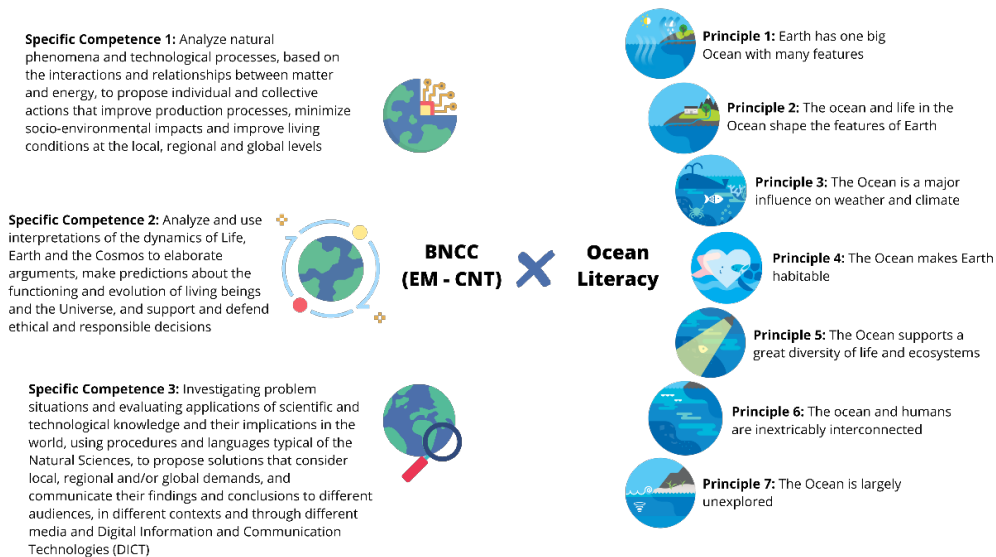 Specific Competence 1: Analyze natural
phenomena and technological processes, based on
the interactions and relationships between matter
and energy, to propose individual and collective
actions that improve production processes, minimize
socio-environmental impacts and improve living
conditions at the local, regional and global levels
Specific Competence 2: Analyze and use
interpretations of the dynamics of Life,
Earth and the Cosmos to elaborate
arguments, make predictions about the
functioning and evolution of living beings
and the Universe, and support and defend
ethical and responsible decisions
Specific Competence 3: Investigating problem
situations and evaluating applications of scientific and
technological knowledge and their implications in the
world, using procedures and languages typical of the
Natural Sciences, to propose solutions that consider
local, regional and/or global demands, and
communicate their findings and conclusions to different
audiences, in different contexts and through different
media and Digital Information and Communication
Technologies (DICT)
BNCC
(EM - CNT)
Ocean
Literacy
Principle 1: Earth has one big
Ocean with many features
Principle 2: The ocean and life in the
Ocean shape the features of Earth
Principle 3: The Ocean is a major
influence on weather and climate
Principle 4: The Ocean makes Earth
habitable
Principle 5: The Ocean supports a
great diversity of life and ecosystems
Principle 6: The ocean and humans
are inextricably interconnected
Principle 7: The Ocean is largely
unexplored